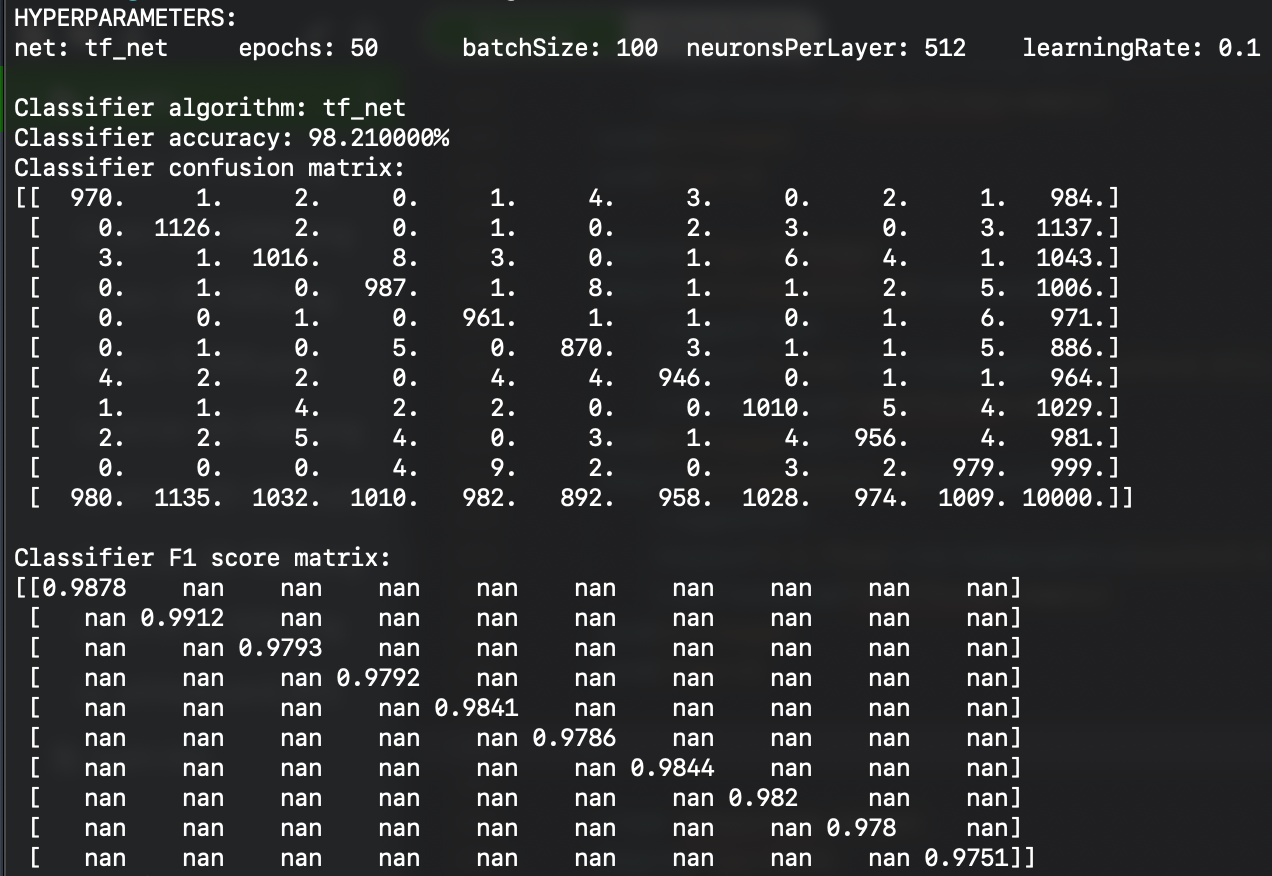 HYPERPARAMETERS:
net: tf_net     epochs: 50      batchSize: 100  neuronsPerLayer: 512    learningRate: 0.1

Classifier algorithm: tf_net
Classifier accuracy: 98.210000%
Classifier confusion matrix:
[[  970.     1.     2.     0.     1.     4.     3.     0.     2.     1.   984.]
 [    0.  1126.     2.     0.     1.     0.     2.     3.     0.     3.  1137.]
 [    3.     1.  1016.     8.     3.     0.     1.     6.     4.     1.  1043.]
 [    0.     1.     0.   987.     1.     8.     1.     1.     2.     5.  1006.]
 [    0.     0.     1.     0.   961.     1.     1.     0.     1.     6.   971.]
 [    0.     1.     0.     5.     0.   870.     3.     1.     1.     5.   886.]
 [    4.     2.     2.     0.     4.     4.   946.     0.     1.     1.   964.]
 [    1.     1.     4.     2.     2.     0.     0.  1010.     5.     4.  1029.]
 [    2.     2.     5.     4.     0.     3.     1.     4.   956.     4.   981.]
 [    0.     0.     0.     4.     9.     2.     0.     3.     2.   979.   999.]
 [  980.  1135.  1032.  1010.   982.   892.   958.  1028.   974.  1009. 10000.]]

Classifier F1 score matrix:
[[0.9878    nan    nan    nan    nan    nan    nan    nan    nan    nan]
 [   nan 0.9912    nan    nan    nan    nan    nan    nan    nan    nan]
 [   nan    nan 0.9793    nan    nan    nan    nan    nan    nan    nan]
 [   nan    nan    nan 0.9792    nan    nan    nan    nan    nan    nan]
 [   nan    nan    nan    nan 0.9841    nan    nan    nan    nan    nan]
 [   nan    nan    nan    nan    nan 0.9786    nan    nan    nan    nan]
 [   nan    nan    nan    nan    nan    nan 0.9844    nan    nan    nan]
 [   nan    nan    nan    nan    nan    nan    nan 0.982     nan    nan]
 [   nan    nan    nan    nan    nan    nan    nan    nan 0.978     nan]
 [   nan    nan    nan    nan    nan    nan    nan    nan    nan 0.9751]]